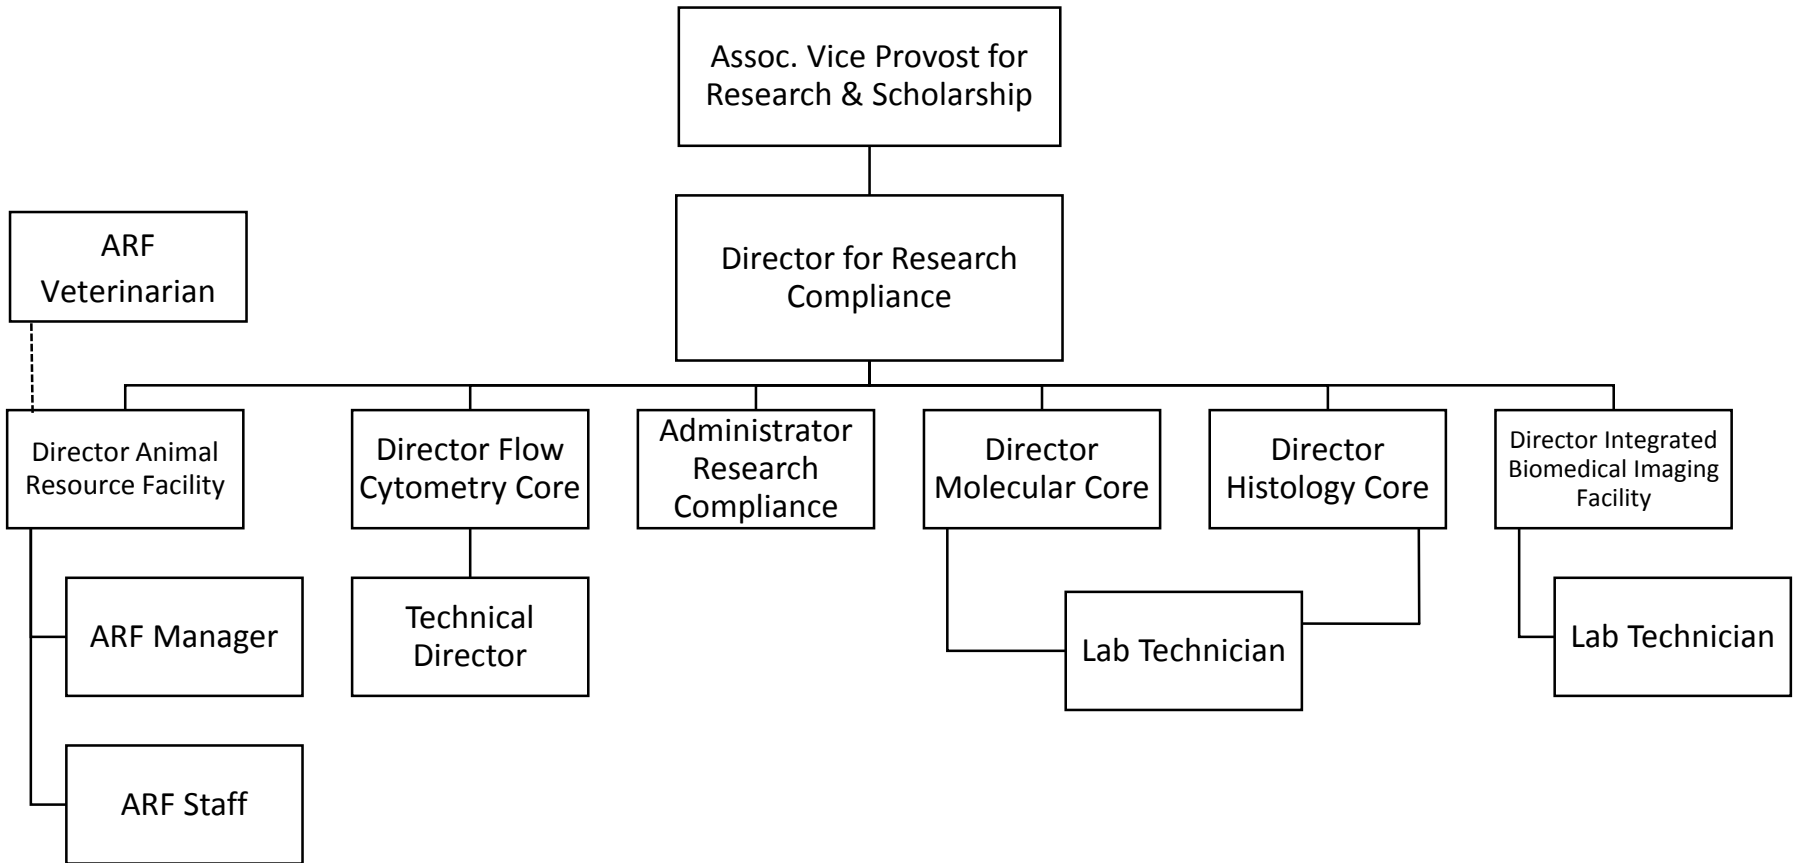 Assoc. Vice Provost for
Research & Scholarship
ARF
Veterinarian
Director for Research
Compliance
Director Animal
Resource Facility
Director Flow
Cytometry Core
Administrator
Research
Compliance
Director
Molecular Core
Director
Histology Core
Director Integrated
Biomedical Imaging
Facility
ARF Manager
Technical
Director
Lab Technician
Lab Technician
ARF Staff